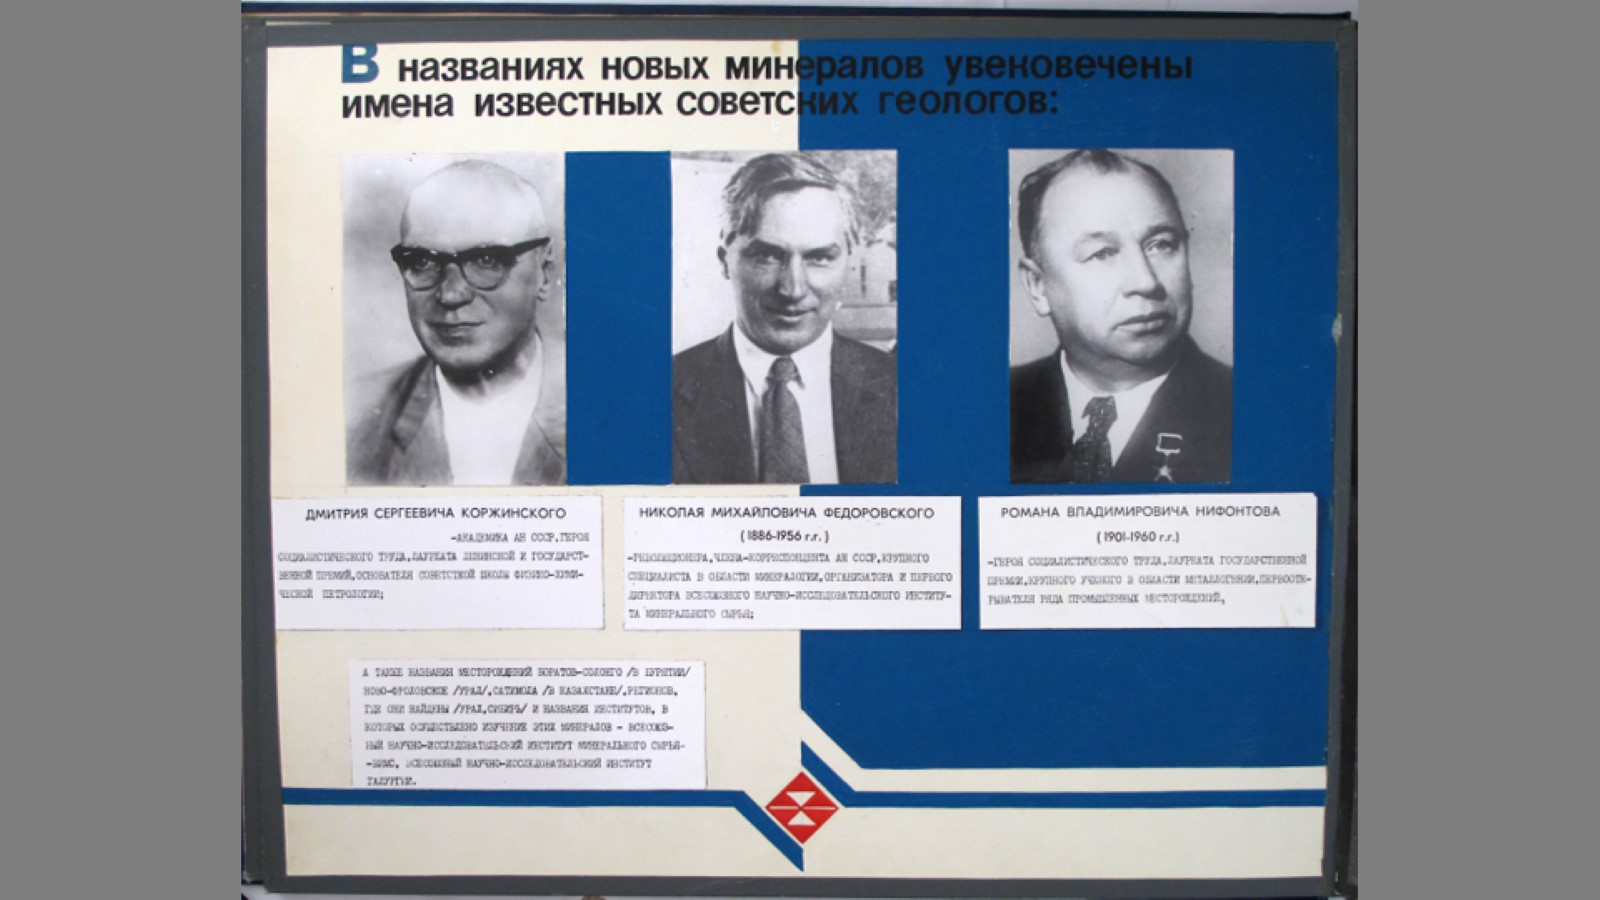 В названиях новых минералов увековечены
имена известных советских геологов:
ДМИТРИЯ СЕРГЕЕВИЧА КОРЖИНСКОГО
-АКАДЕМИКА АН СССР,ГЕРОЯ
СОЦИАЛИСТИЧЕСКОГО ТРУДА,ЛАУРЕАТА ЛЕНИНСКОЙ И ГОСУДАРСТ-
ВЕННОЙ ПРЕМИЙ,ОСНОВАТЕЛЯ СОВЕТСКОЙ ШКОЛЫ ФИЗИКО-ХИМИ-
ЧЕСКОЙ ПЕТРОЛОГИИ;
НИКОЛАЯ МИХАЙЛОВИЧА ФЕДОРОВСКОГО
(1886-1956 г.г.)
-РЕВОЛЮЦИОНЕРА,ЧЛЕНА-КОРРЕСПОНДЕНТА АН СССР,КРУПНОГО
СПЕЦИАЛИСТА В ОБЛАСТИ МИНЕРАЛОГИИ,ОРГАНИЗАТОРА И ПЕРВОГО
ДИРЕКТОРА ВСЕСОЮЗНОГО НАУЧНО-ИССЛЕДОВАТЕЛЬСКОГО ИНСТИТУ-
ТА МИНЕРАЛЬНОГО СЫРЬЯ;
РОМАНА ВЛАДИМИРОВИЧА НИФОНТОВА
(1901-1960 г.г.)
-ГЕРОЯ СОЦИАЛИСТИЧЕСКОГО ТРУДА,ЛАУРЕАТА ГОСУДАРСТВЕННОЙ
ПРЕМИИ,КРУПНОГО УЧЕНОГО В ОБЛАСТИ МЕТАЛЛОГЕНИИ,ПЕРВООТК-
РЫВАТЕЛЯ РЯДА ПРОМЫШЛЕННЫХ МЕСТОРОЖДЕНИЙ,
А ТАКЖЕ НАЗВАНИЯ МЕСТОРОЖДЕНИЙ БОРАТОВ-СОЛОНГО /В БУРЯТИИ/
НОВО-ФРОЛОВСКОЕ /УРАЛ/,САТИМОЛА /В КАЗАХСТАНЕ/,РЕГИОНОВ,
ГДЕ ОНИ НАЙДЕНЫ /УРАЛ,СИБИРЬ/ И НАЗВАНИЯ ИНСТИТУТОВ, В
КОТОРЫХ ОСУЩЕСТВЛЕНО ИЗУЧЕНИЕ ЭТИХ МИНЕРАЛОВ - ВСЕСОЮЗ-
НЫЙ НАУЧНО-ИССЛЕДОВАТЕЛЬСКИЙ ИНСТИТУТ МИНЕРАЛЬНОГО СЫРЬЯ-
-ВИМС, ВСЕСОЮЗНЫЙ НАУЧНО-ИССЛЕДОВАТЕЛЬСКИЙ ИНСТИТУТ
ГАЛУРГИИ.